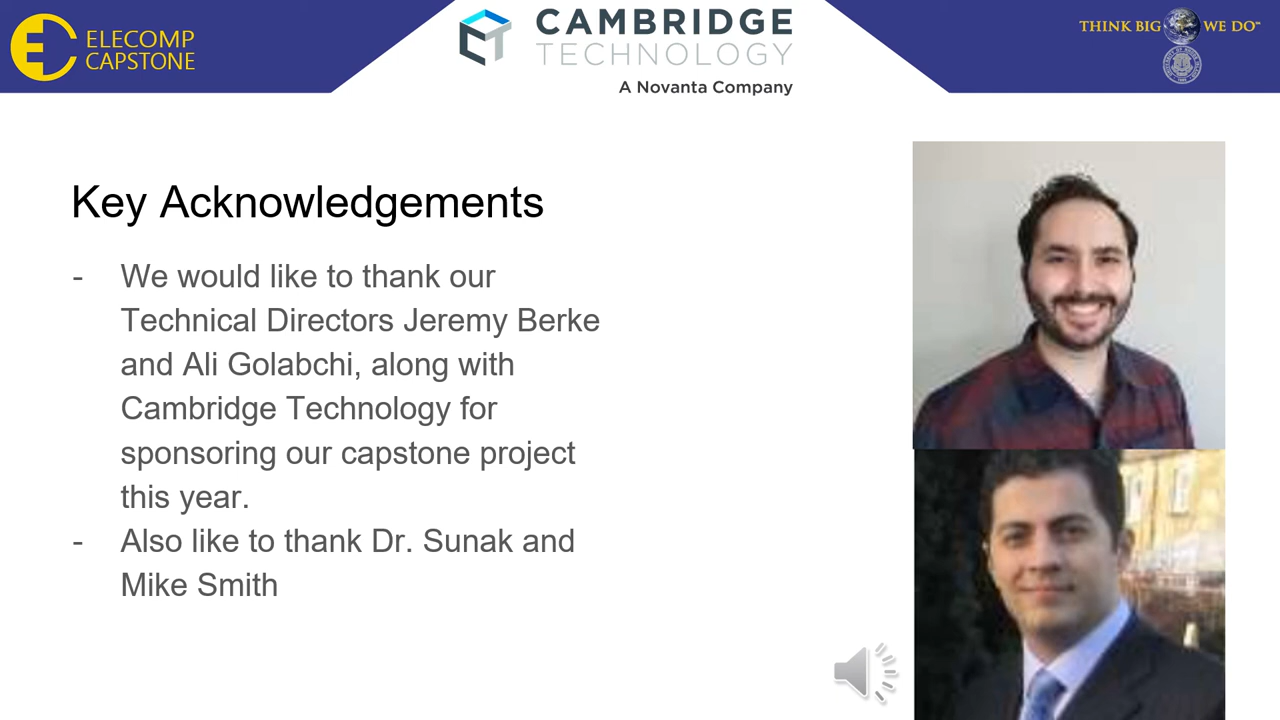 ELECOMP
CAPSTONE
CAMBRIDGE
TECHNOLOGY
A Novanta Company
THINK BIG WE DO™
Key Acknowledgements
- We would like to thank our
Technical Directors Jeremy Berke
and Ali Golabchi, along with
Cambridge Technology for
sponsoring our capstone project
this year.
- Also like to thank Dr. Sunak and
Mike Smith